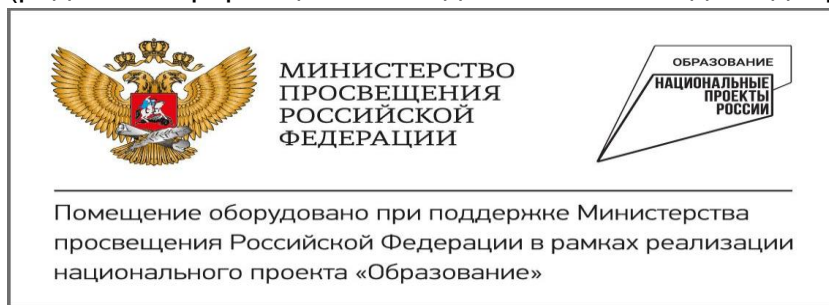 МИНИСТЕРСТВО
ПРОСВЕЩЕНИЯ
РОССИЙСКОЙ
ФЕДЕРАЦИИ
ОБРАЗОВАНИЕ
НАЦИОНАЛЬНЫЕ
ПРОЕКТЫ
РОССИИ
Помещение оборудовано при поддержке Министерства
просвещения Российской Федерации в рамках реализации
национального проекта «Образование»